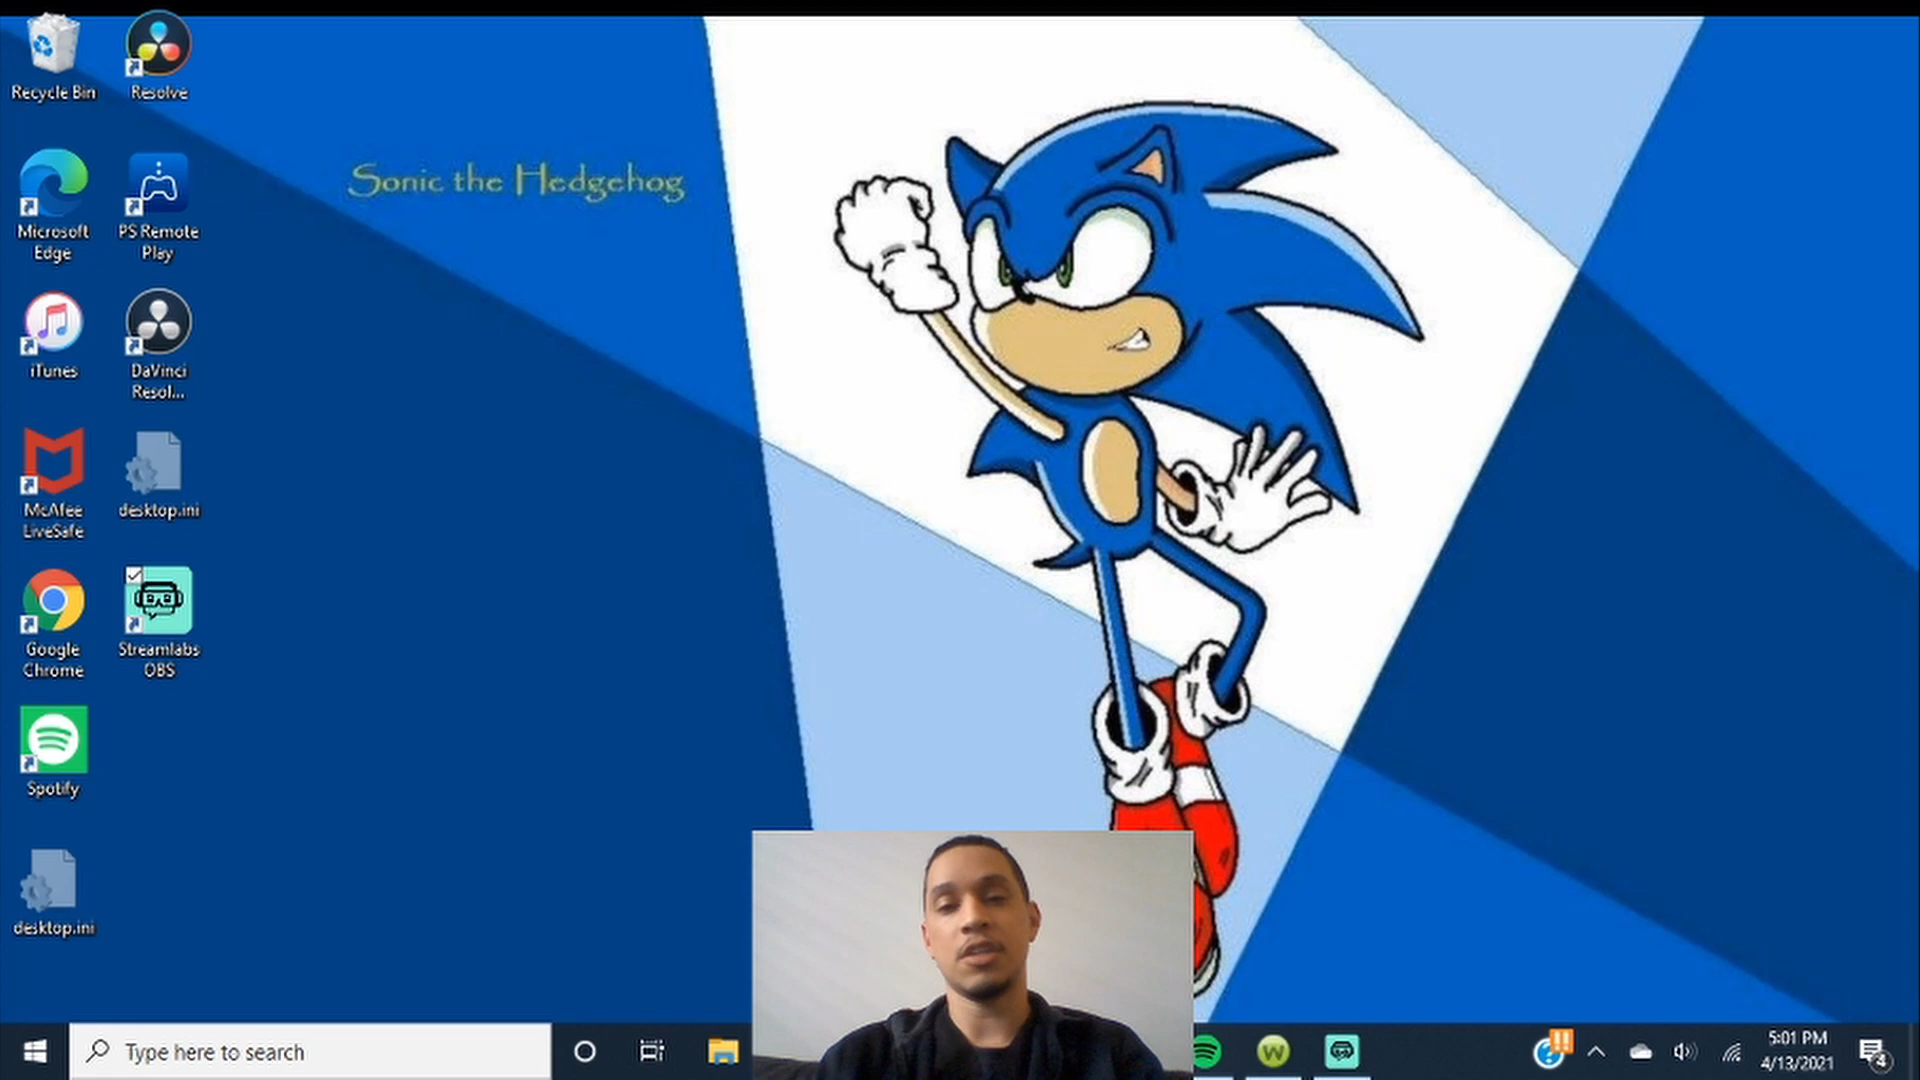 Recycle Bin
Resolve
Sonic the Hedgehog
Microsoft
Edge
PS Remote
Play
iTunes
DaVinci
Resol...
McAfee
LiveSafe
desktop.ini
Google
Chrome
Streamlabs
OBS
Spotify
desktop.ini
Type here to search
W
5:01 PM
4/13/2021
4